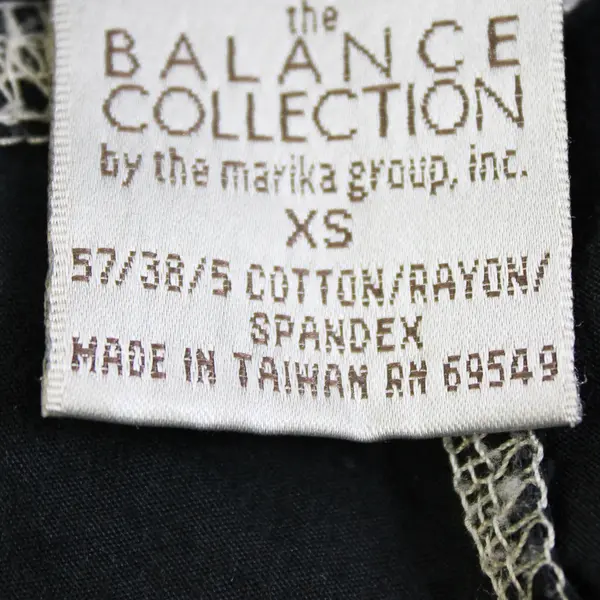 the
BALANCE
COLLECTION
by the marika group, inc.
XS
57/38/5 COTTON/RAYON/
SPANDEX
MADE IN TAIWAN RN 69549